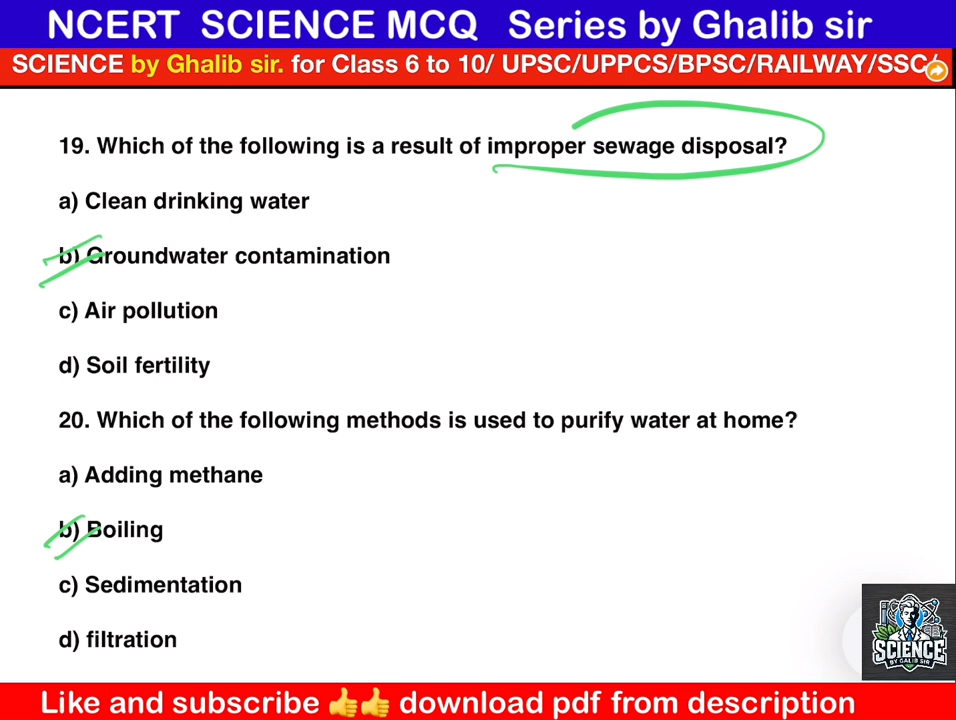 NCERT SCIENCE MCQ Series by Ghalib sir
SCIENCE by Ghalib sir. for Class 6 to 10/ UPSC/UPPCS/BPSC/RAILWAY/SSC/
19. Which of the following is a result of improper sewage disposal?
a) Clean drinking water
b) Groundwater contamination
c) Air pollution
d) Soil fertility
20. Which of the following methods is used to purify water at home?
a) Adding methane
b) Boiling
c) Sedimentation
d) filtration
SCIENCE
BY GALIB SIR
Like and subscribe 👍👍 download pdf from description